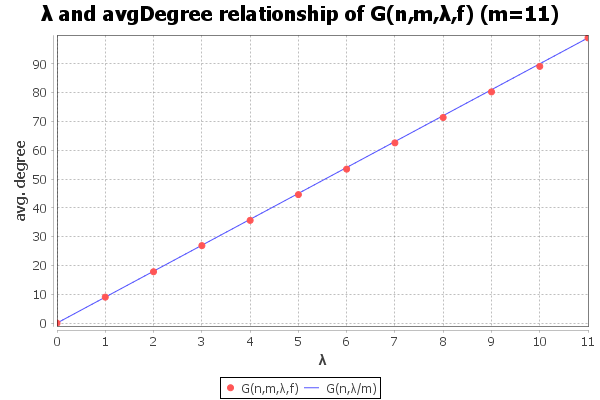 λ and avgDegree relationship of G(n,m,λ,f) (m=11)
avg. degree
90
80
70
60
50
40
30
20
10
0
0 1 2 3 4 5 6 7 8 9 10 11
λ
G(n,m,λ,f) G(n,λ/m)